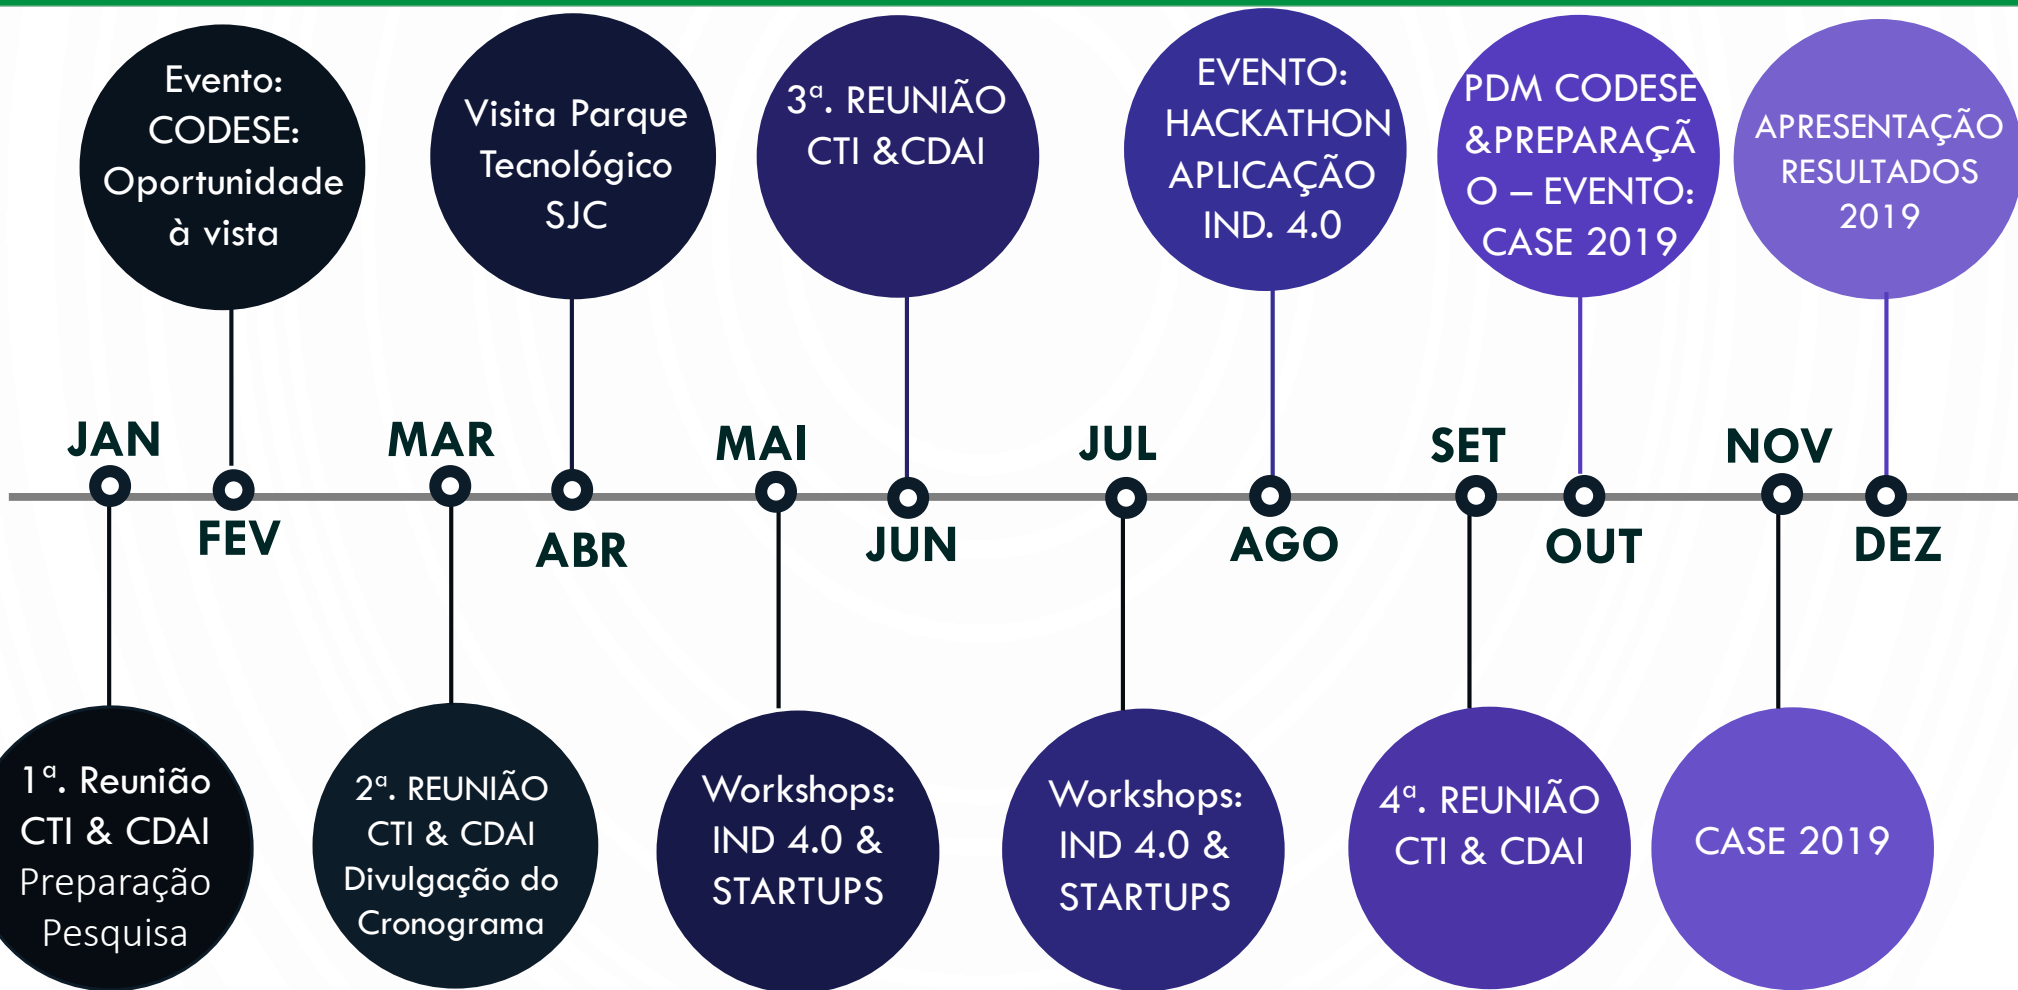 Evento:
CODESE:
Oportunidade
à vista
Visita Parque
Tecnológico
SJC
3ª. REUNIÃO
CTI &CDAI
EVENTO:
HACKATHON
APLICAÇÃO
IND. 4.0
PDM CODESE
&PREPARAÇÃ
O – EVENTO:
CASE 2019
APRESENTAÇÃO
RESULTADOS
2019
JAN
FEV
MAR
ABR
MAI
JUN
JUL
AGO
SET
OUT
NOV
DEZ
1ª. Reunião
CTI & CDAI
Preparação
Pesquisa
2ª. REUNIÃO
CTI & CDAI
Divulgação do
Cronograma
Workshops:
IND 4.0 &
STARTUPS
Workshops:
IND 4.0 &
STARTUPS
4ª. REUNIÃO
CTI & CDAI
CASE 2019